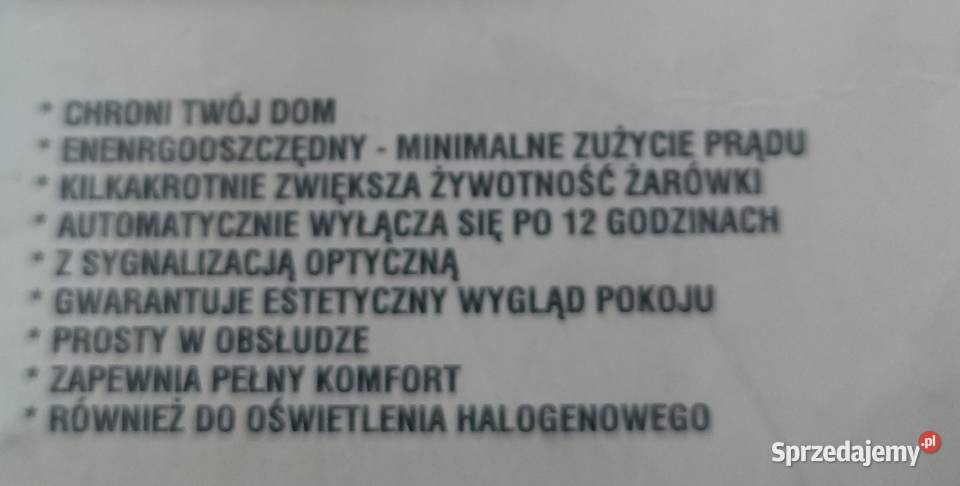 * CHRONI TWÓJ DOM
* ENENRGOOSZCZĘDNY - MINIMALNE ZUŻYCIE PRĄDU
* KILKAKROTNIE ZWIĘKSZA ŻYWOTNOŚĆ ŻARÓWKI
* AUTOMATYCZNIE WYŁĄCZA SIĘ PO 12 GODZINACH
* Z SYGNALIZACJĄ OPTYCZNĄ
* GWARANTUJE ESTETYCZNY WYGLĄD POKOJU
* PROSTY W OBSŁUDZE
* ZAPEWNIA PEŁNY KOMFORT
* RÓWNIEŻ DO OŚWIETLENIA HALOGENOWEGO
Sprzedajemy.pl